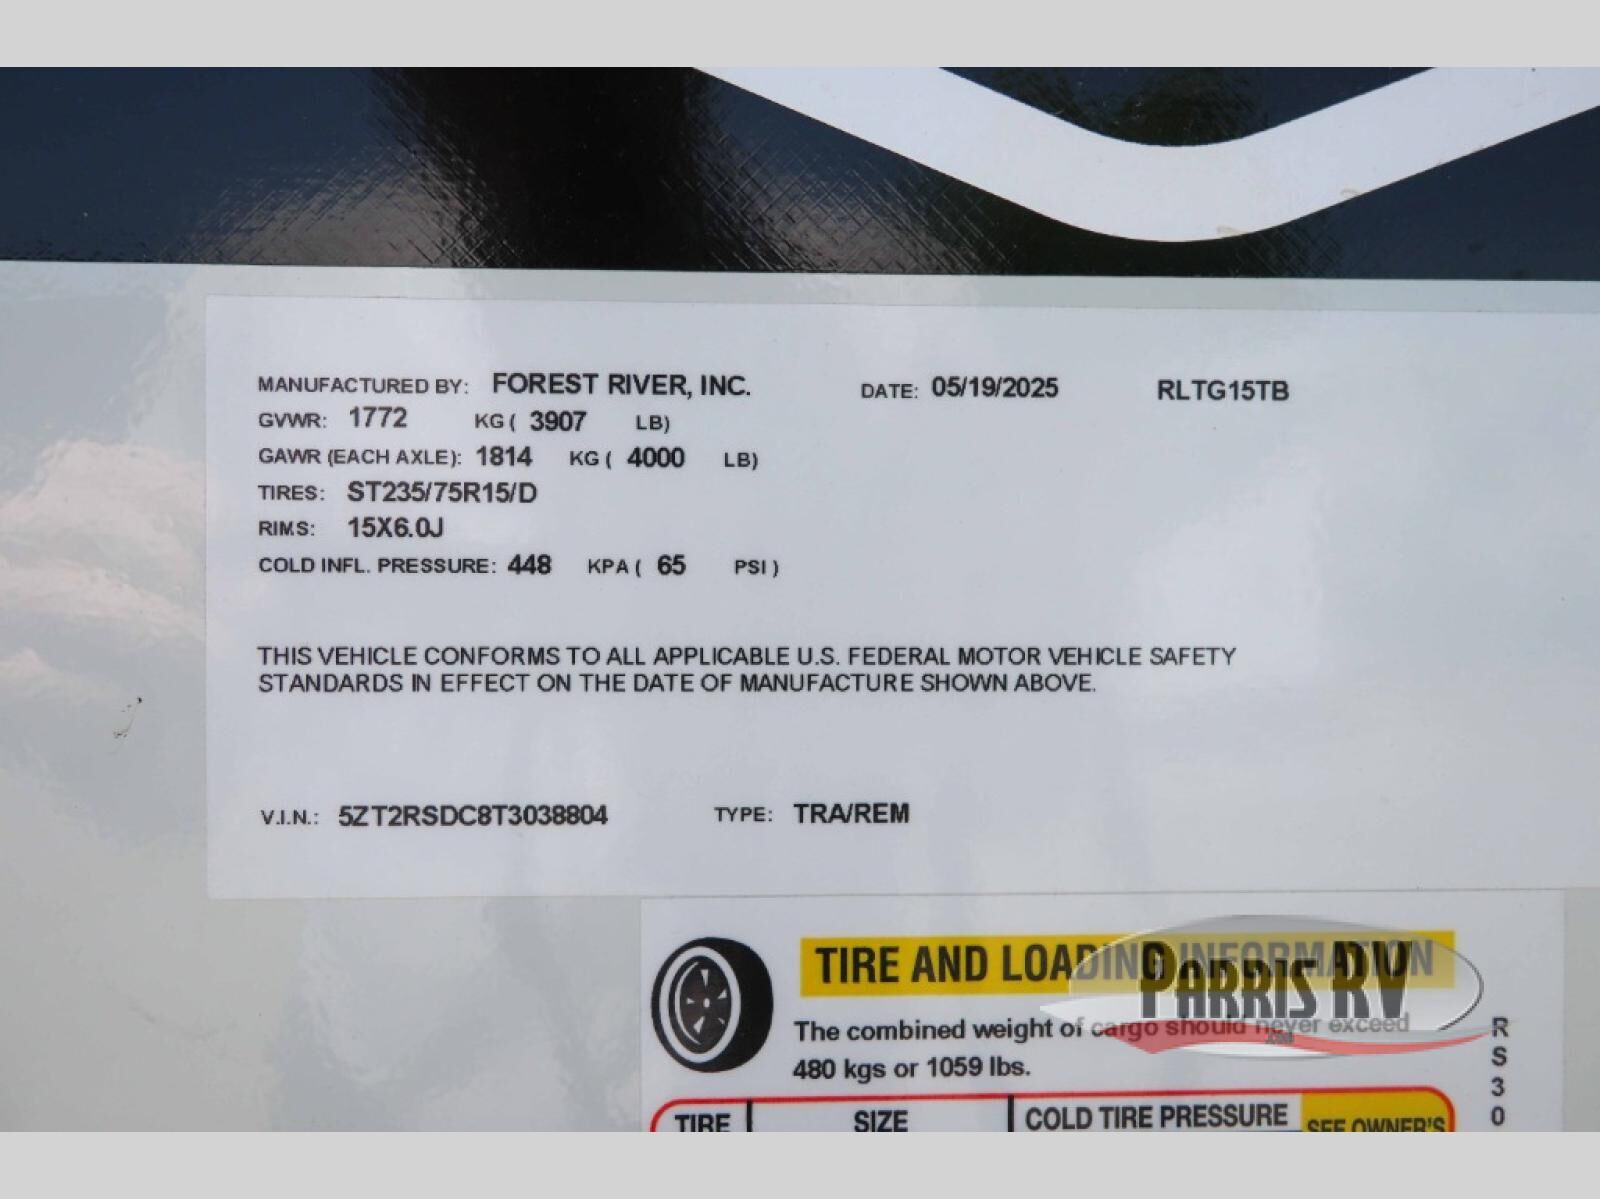 MANUFACTURED BY: FOREST RIVER, INC. DATE: 05/19/2025 RLTG15TB
GVWR: 1772 KG ( 3907 LB)
GAWR (EACH AXLE): 1814 KG ( 4000 LB)
TIRES: ST235/75R15/D
RIMS: 15X6.0J
COLD INFL. PRESSURE: 448 KPA ( 65 PSI )
THIS VEHICLE CONFORMS TO ALL APPLICABLE U.S. FEDERAL MOTOR VEHICLE SAFETY
STANDARDS IN EFFECT ON THE DATE OF MANUFACTURE SHOWN ABOVE.
V.I.N.: 5ZT2RSDC8T3038804 TYPE: TRA/REM
TIRE AND LOADING INFORMATION
PARRIS RV
The combined weight of cargo should never exceed
480 kgs or 1059 lbs.
TIRE SIZE COLD TIRE PRESSURE SEE OWNER'S
RS30